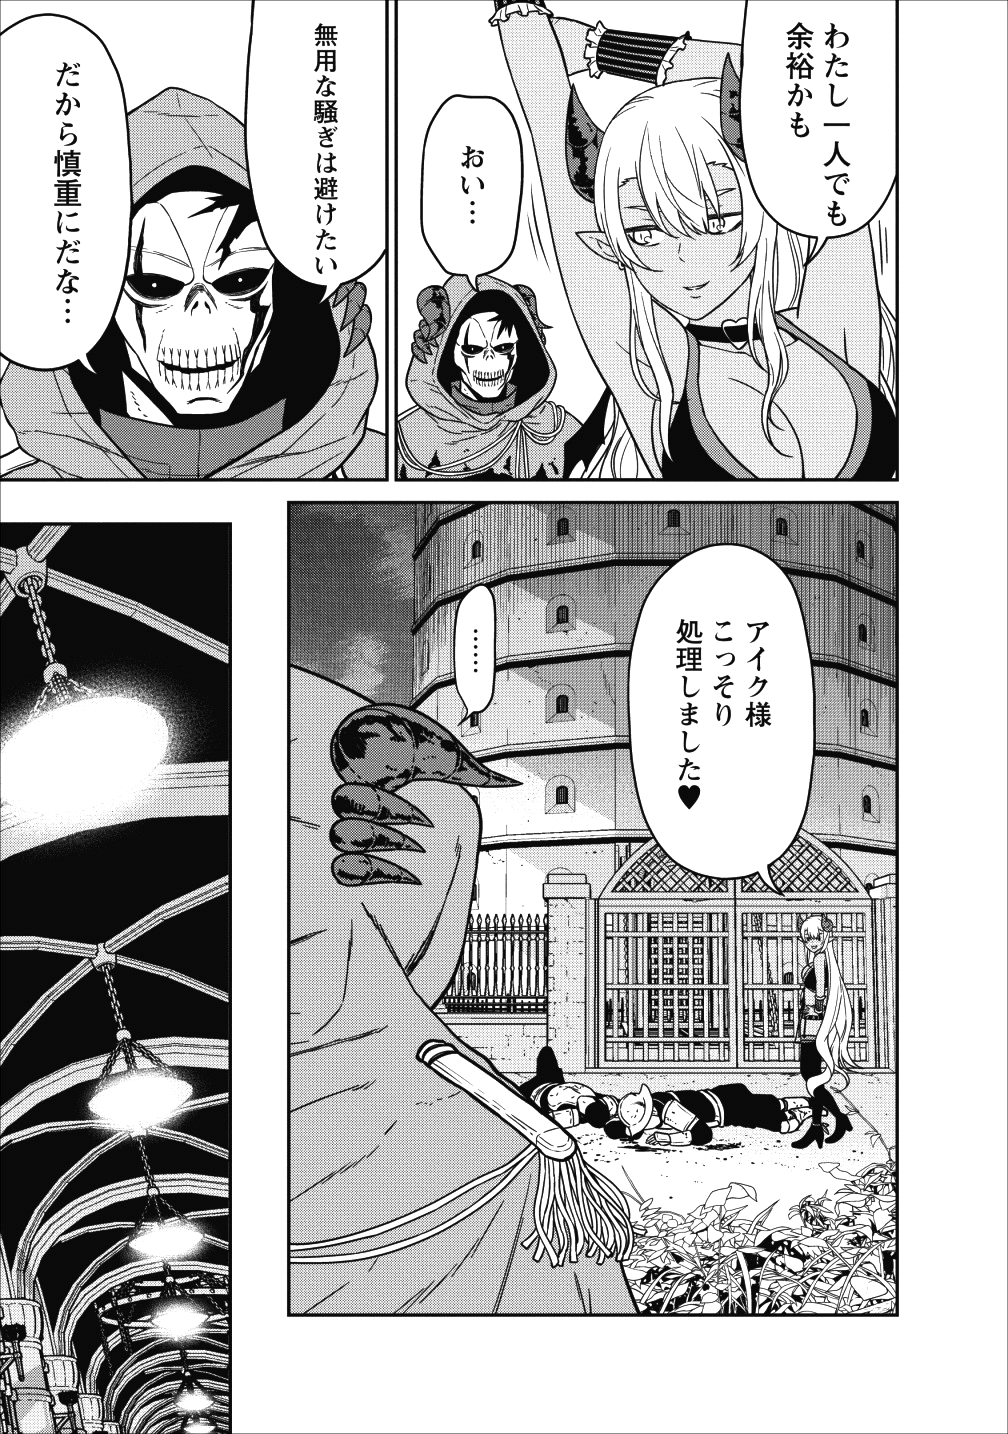 わたし一人でも
余裕かも
おい…
無用な騒ぎは避けたい
だから慎重にだな…
アイク様
こっそり
処理しました♥
……